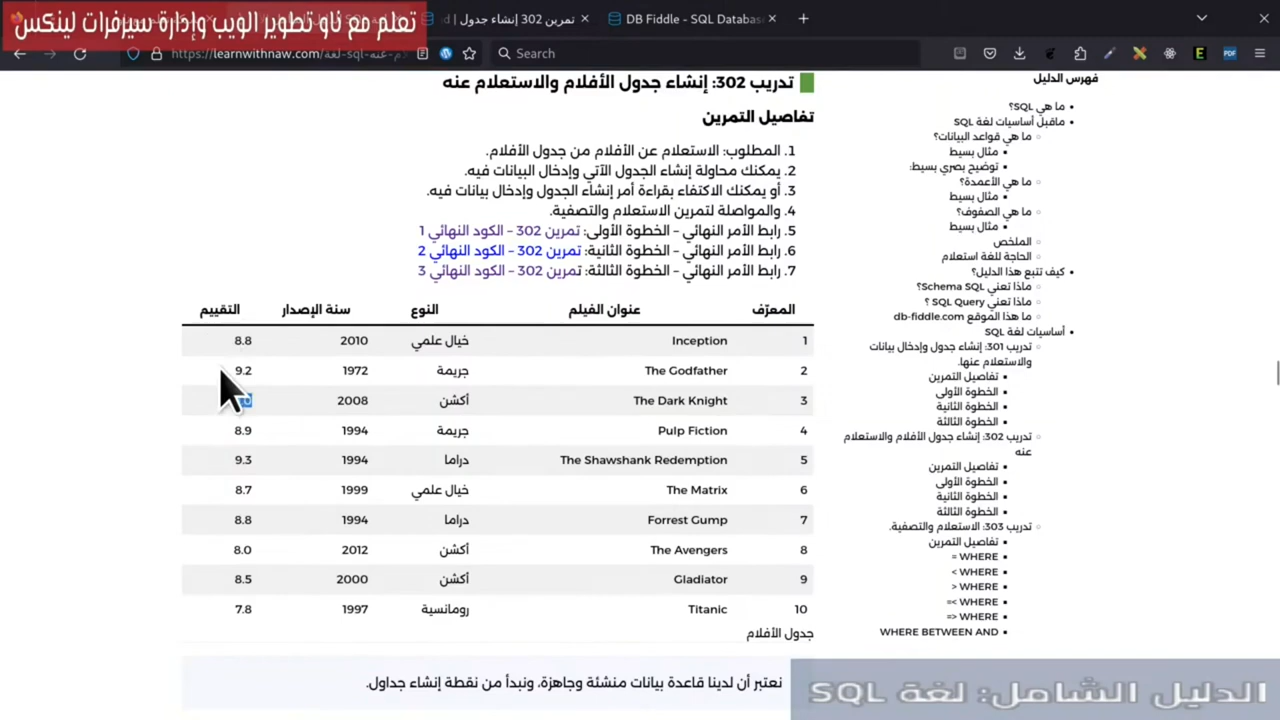 تعلم مع ناو تطوير الويب وإدارة سيرفرات لينكس
تمرين 302 إنشاء جدول
DB Fiddle - SQL Databas
https://learnwithnaw.com/
Search
تدريب 302: إنشاء جدول الأفلام والاستعلام عنه
تفاصيل التمرين
1. المطلوب: الاستعلام عن الأفلام من جدول الأفلام.
2. يمكنك محاولة إنشاء الجدول الآتي وإدخال البيانات فيه.
3. أو يمكنك الاكتفاء بقراءة أمر إنشاء الجدول وإدخال بيانات فيه.
4. والمواصلة لتمرين الاستعلام والتصفية.
5. رابط الأمر النهائي – الخطوة الأولى: تمرين 302 – الكود النهائي 1
6. رابط الأمر النهائي – الخطوة الثانية: تمرين 302 – الكود النهائي 2
7. رابط الأمر النهائي – الخطوة الثالثة: تمرين 302 – الكود النهائي 3
المعرّف عنوان الفيلم النوع سنة الإصدار التقييم
1 Inception خيال علمي 2010 8.8
2 The Godfather جريمة 1972 9.2
3 The Dark Knight أكشن 2008
4 Pulp Fiction جريمة 1994 8.9
5 The Shawshank Redemption دراما 1994 9.3
6 The Matrix خيال علمي 1999 8.7
7 Forrest Gump دراما 1994 8.8
8 The Avengers أكشن 2012 8.0
9 Gladiator أكشن 2000 8.5
10 Titanic رومانسية 1997 7.8
جدول الأفلام
نعتبر أن لدينا قاعدة بيانات منشئة وجاهزة، ونبدأ من نقطة إنشاء جداول.
فهرس الدليل
ما هي SQL؟
ماقبل أساسيات لغة SQL
ما هي قواعد البيانات؟
مثال بسيط
توضيح بصري بسيط:
ما هي الأعمدة؟
مثال بسيط
ما هي الصفوف؟
مثال بسيط
الملخص
الحاجة للغة استعلام
كيف تتبع هذا الدليل؟
ماذا تعني Schema SQL؟
ماذا تعني SQL Query ؟
ما هذا الموقع db-fiddle.com
أساسيات لغة SQL
تدريب 301: إنشاء جدول وإدخال بيانات
والاستعلام عنها.
تفاصيل التمرين
الخطوة الأولى
الخطوة الثانية
الخطوة الثالثة
تدريب 302: إنشاء جدول الأفلام والاستعلام
عنه
تفاصيل التمرين
الخطوة الأولى
الخطوة الثانية
الخطوة الثالثة
تدريب 303: الاستعلام والتصفية.
تفاصيل التمرين
= WHERE
< WHERE
> WHERE
=< WHERE
=> WHERE
WHERE BETWEEN AND
الدليل الشامل: لغة SQL